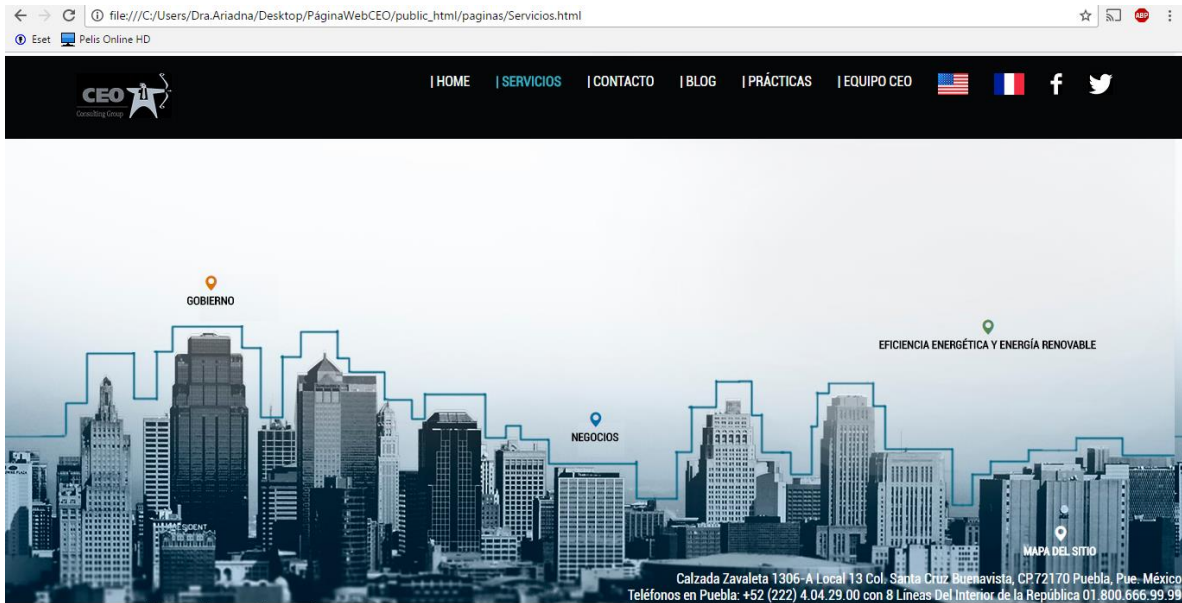 file:///C:/Users/Dra.Ariadna/Desktop/PáginaWebCEO/public_html/paginas/Servicios.html
ABP
Eset Pelis Online HD
CEO
Consulting Group
| HOME | SERVICIOS | CONTACTO | BLOG | PRÁCTICAS | EQUIPO CEO
GOBIERNO
EFICIENCIA ENERGÉTICA Y ENERGÍA RENOVABLE
NEGOCIOS
PRESIDENT
MAPA DEL SITIO
Calzada Zavaleta 1306-A Local 13 Col. Santa Cruz Buenavista, CP.72170 Puebla, Pue. México
Teléfonos en Puebla: +52 (222) 4.04.29.00 con 8 Líneas Del Interior de la República 01.800.666.99.99